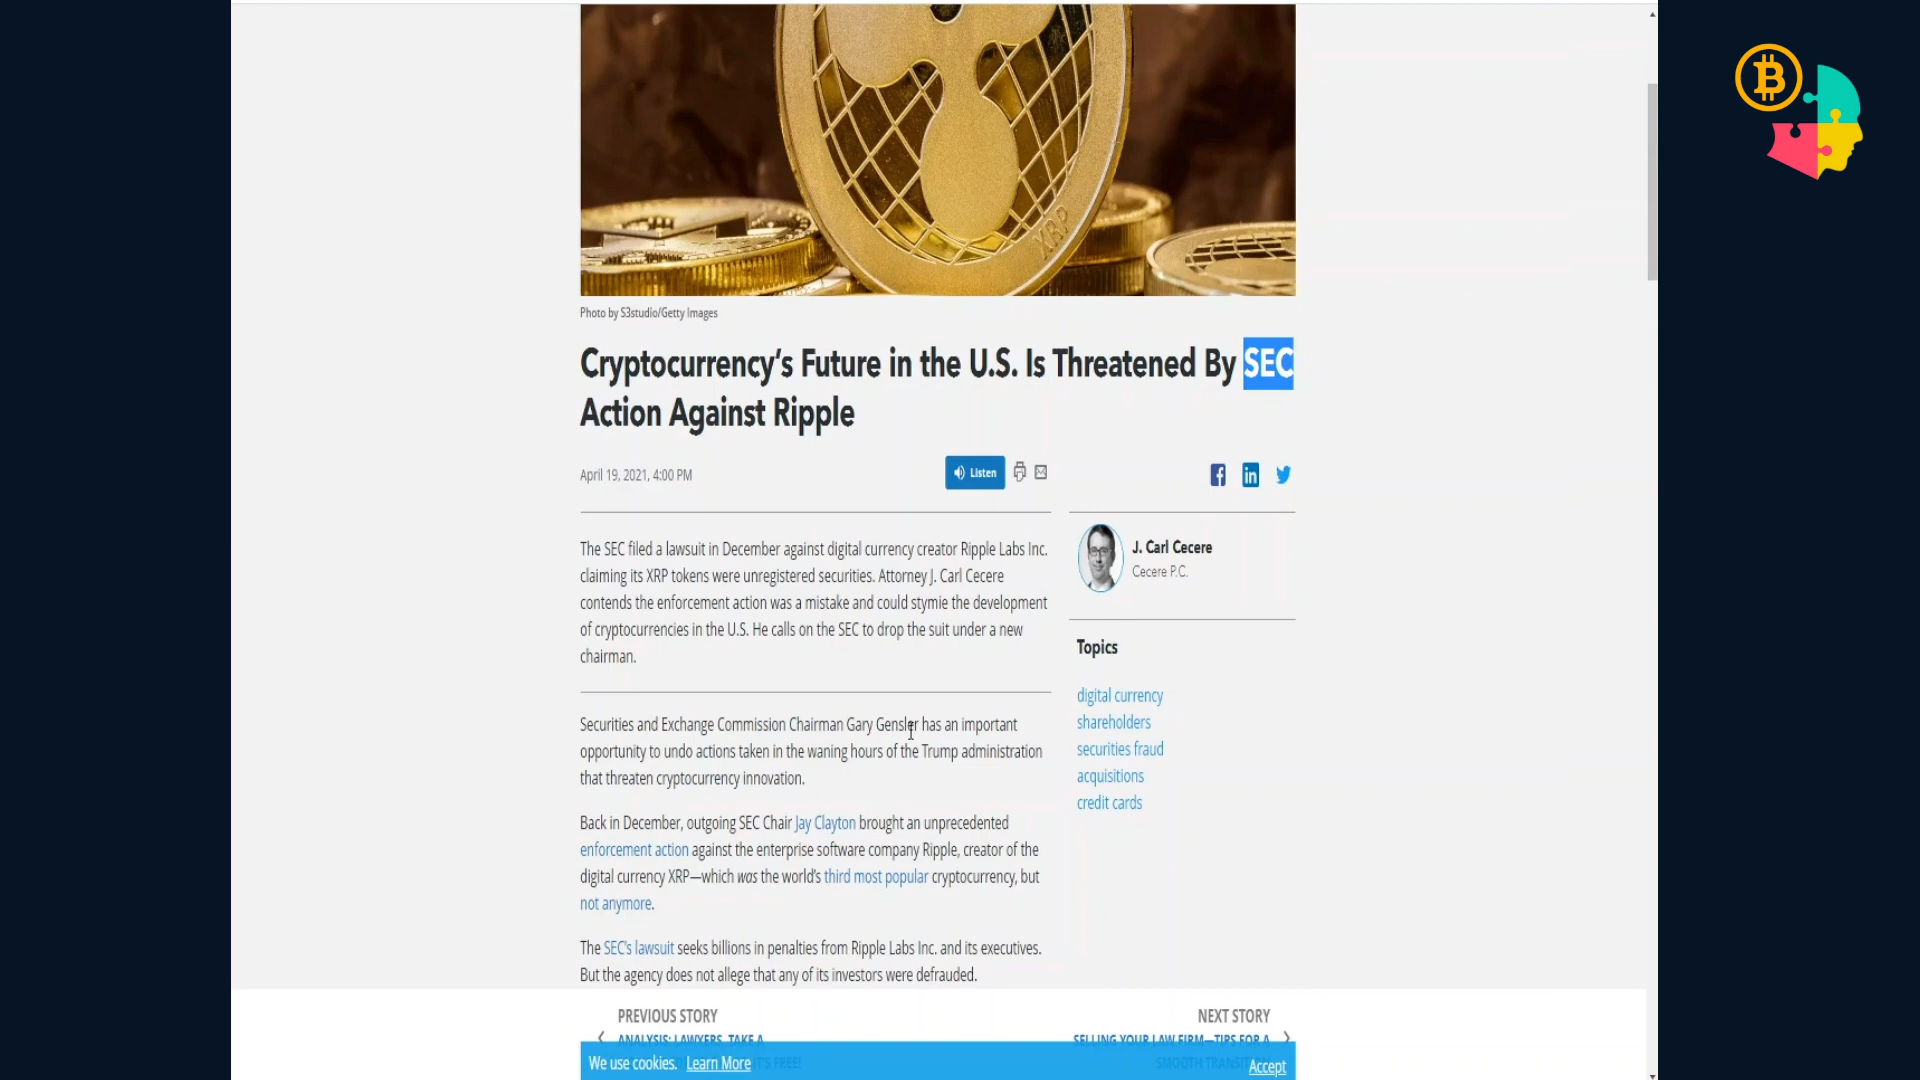 XRP
Photo by S3studio/Getty Images
Cryptocurrency's Future in the U.S. Is Threatened By SEC
Action Against Ripple
April 19, 2021, 4:00 PM
Listen
The SEC filed a lawsuit in December against digital currency creator Ripple Labs Inc.
claiming its XRP tokens were unregistered securities. Attorney J. Carl Cecere
contends the enforcement action was a mistake and could stymie the development
of cryptocurrencies in the U.S. He calls on the SEC to drop the suit under a new
chairman.
J. Carl Cecere
Cecere P.C.
Topics
digital currency
shareholders
securities fraud
acquisitions
credit cards
Securities and Exchange Commission Chairman Gary Gensler has an important
opportunity to undo actions taken in the waning hours of the Trump administration
that threaten cryptocurrency innovation.
Back in December, outgoing SEC Chair Jay Clayton brought an unprecedented
enforcement action against the enterprise software company Ripple, creator of the
digital currency XRP—which was the world's third most popular cryptocurrency, but
not anymore.
The SEC's lawsuit seeks billions in penalties from Ripple Labs Inc. and its executives.
But the agency does not allege that any of its investors were defrauded.
PREVIOUS STORY
ANALYSIS: LAWYERS, TAKE A
NEXT STORY
SELLING YOUR LAW FIRM—TIPS FOR A
SMOOTH TRANSITION
We use cookies. Learn More
Accept